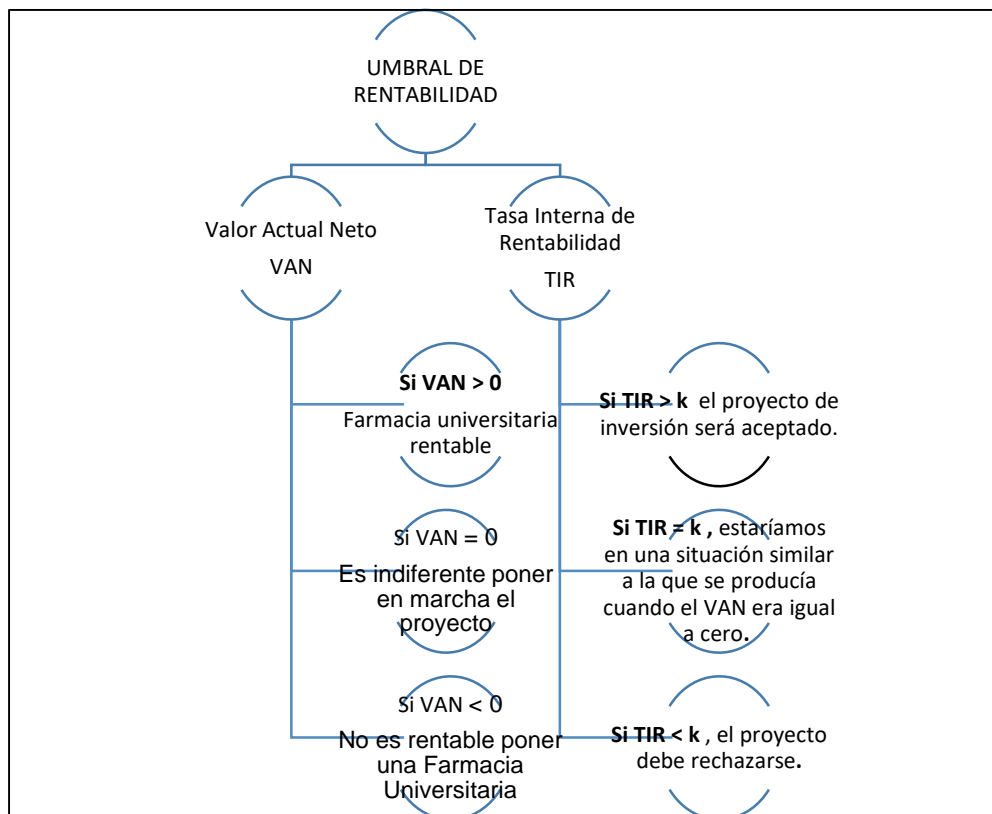 UMBRAL DE
RENTABILIDAD
Valor Actual Neto
VAN
Si VAN > 0
Farmacia universitaria
rentable
Si VAN = 0
Es indiferente poner
en marcha el
proyecto
Si VAN < 0
No es rentable poner
una Farmacia
Universitaria
Tasa Interna de
Rentabilidad
TIR
Si TIR > k el proyecto de
inversión será aceptado.
Si TIR = k , estaríamos
en una situación similar
a la que se producía
cuando el VAN era igual
a cero.
Si TIR < k , el proyecto
debe rechazarse.